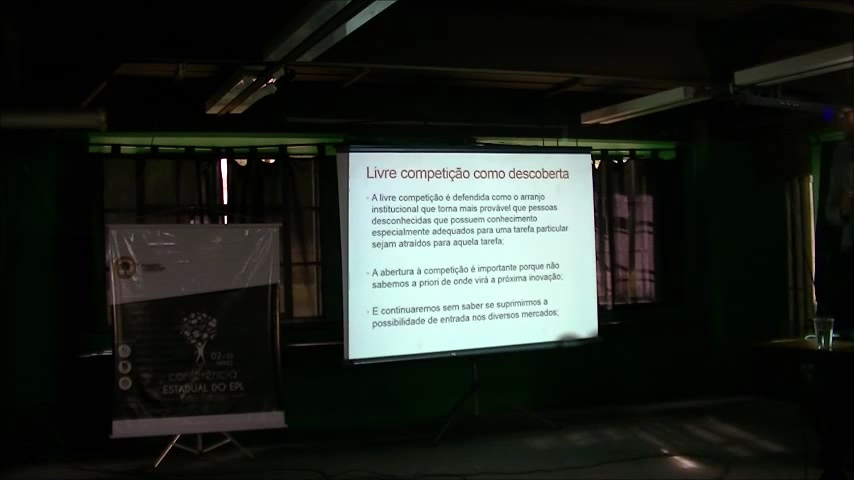 Livre competição como descoberta
A livre competição é defendida como o arranjo
institucional que torna mais provável que pessoas
desconhecidas que possuem conhecimento
especialmente adequados para uma tarefa particular
sejam atraídos para aquela tarefa;
A abertura à competição é importante porque não
sabemos a priori de onde virá a próxima inovação;
E continuaremos sem saber se suprimirmos a
possibilidade de entrada nos diversos mercados;
02
conferência
ESTADUAL DO EPL